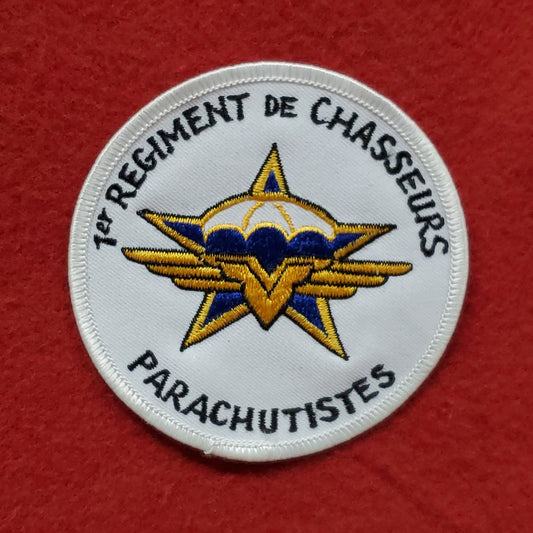 1er REGIMENT DE CHASSEURS
PARACHUTISTES